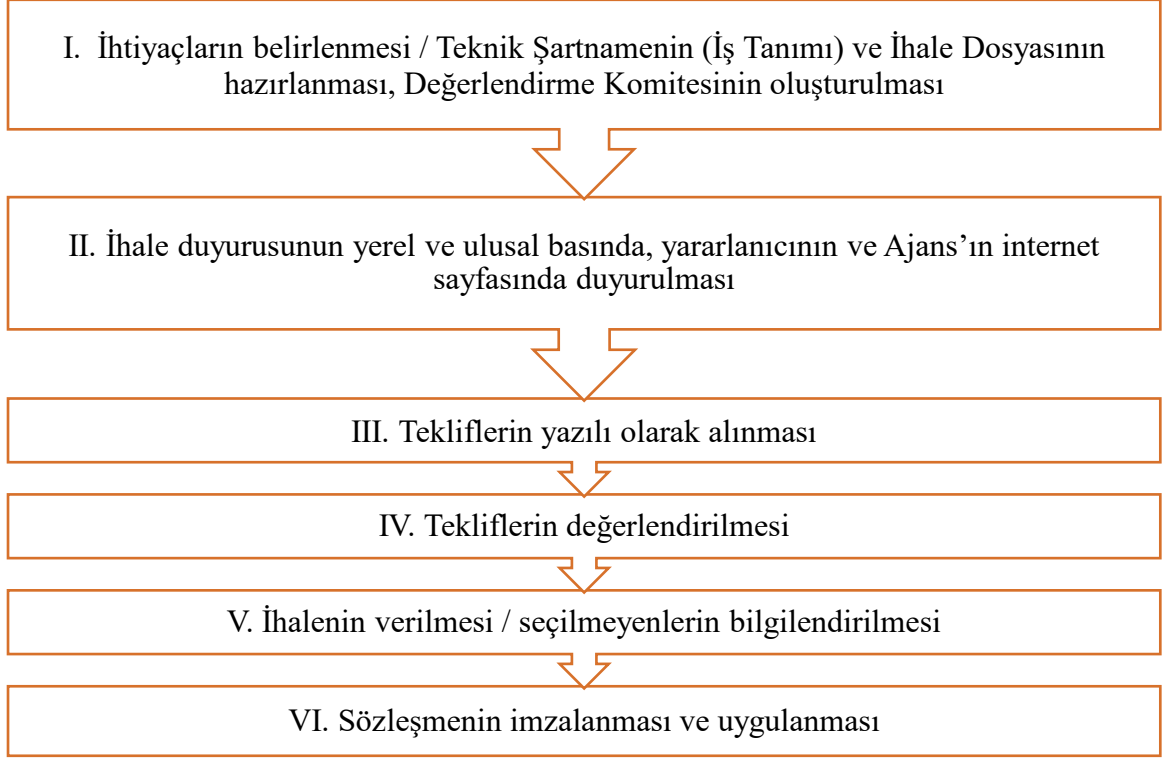 I. İhtiyaçların belirlenmesi / Teknik Şartnamenin (İş Tanımı) ve İhale Dosyasının
hazırlanması, Değerlendirme Komitesinin oluşturulması
II. İhale duyurusunun yerel ve ulusal basında, yararlanıcının ve Ajans’ın internet
sayfasında duyurulması
III. Tekliflerin yazılı olarak alınması
IV. Tekliflerin değerlendirilmesi
V. İhalenin verilmesi / seçilmeyenlerin bilgilendirilmesi
VI. Sözleşmenin imzalanması ve uygulanması